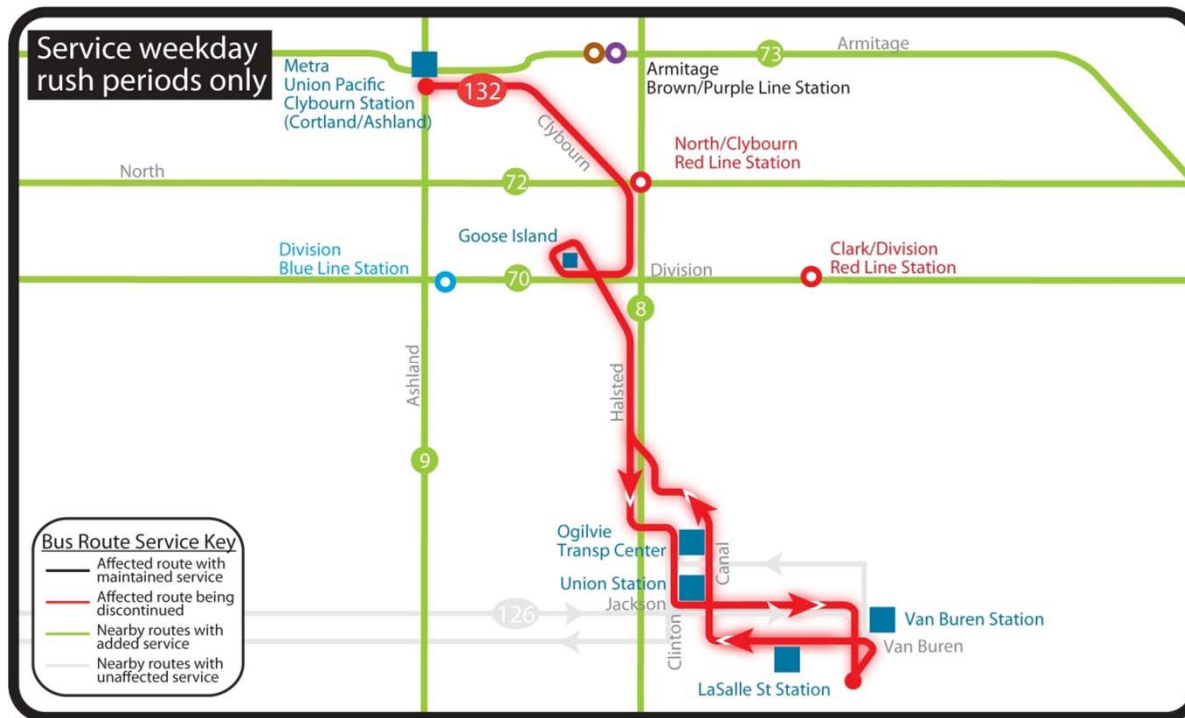 Service weekday
rush periods only
Metra
Union Pacific
Clybourn Station
(Cortland/Ashland)
132
Clybourn
73
Armitage
Armitage
Brown/Purple Line Station
North
72
North/Clybourn
Red Line Station
Goose Island
Division
Blue Line Station
70
Division
Clark/Division
Red Line Station
8
Ashland
Halsted
9
Ogilvie
Transp Center
Union Station
Canal
Jackson
126
Clinton
Van Buren Station
Van Buren
LaSalle St Station
Bus Route Service Key
Affected route with
maintained service
Affected route being
discontinued
Nearby routes with
added service
Nearby routes with
unaffected service